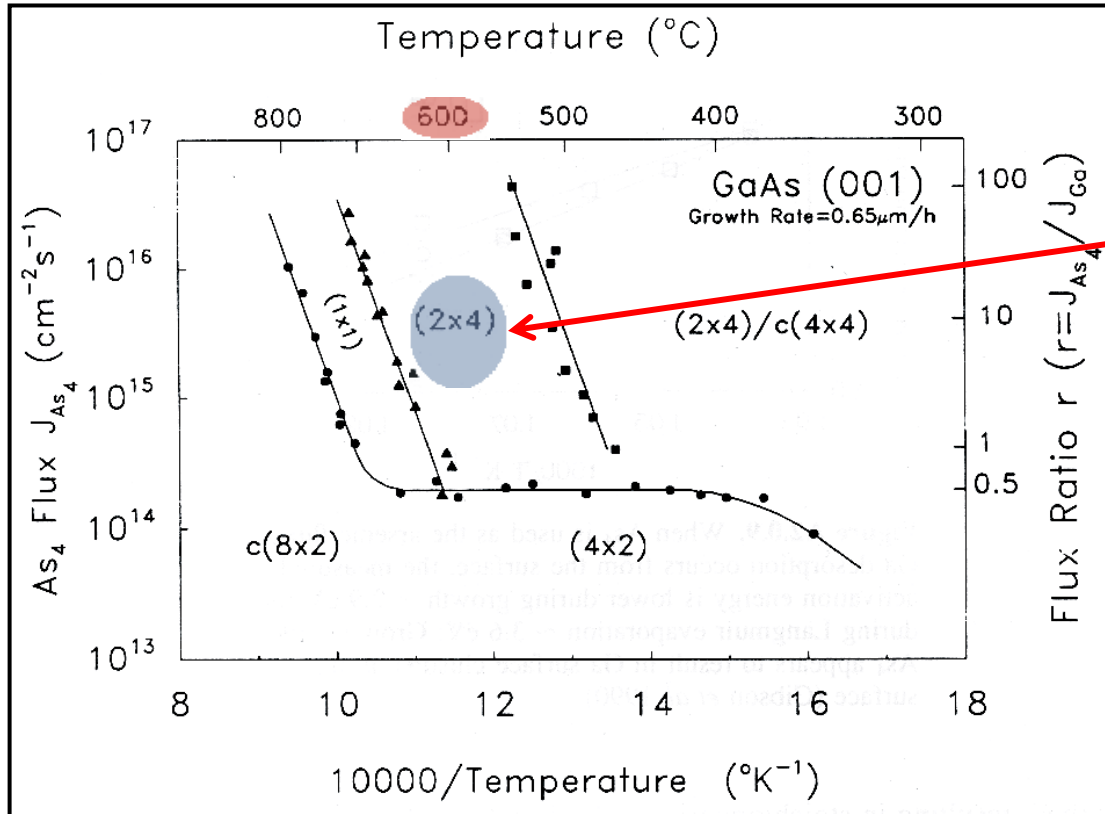 Temperature (°C)
800 600 500 400 300
10¹⁷
10¹⁶
10¹⁵
10¹⁴
10¹³
As₄ Flux J_As₄ (cm⁻²s⁻¹)
GaAs (001)
Growth Rate=0.65μm/h
(1x1)
(2x4)
(2x4)/c(4x4)
c(8x2)
(4x2)
100
10
1
0.5
Flux Ratio r (r=J_As₄/J_Ga)
8 10 12 14 16 18
10000/Temperature (°K⁻¹)